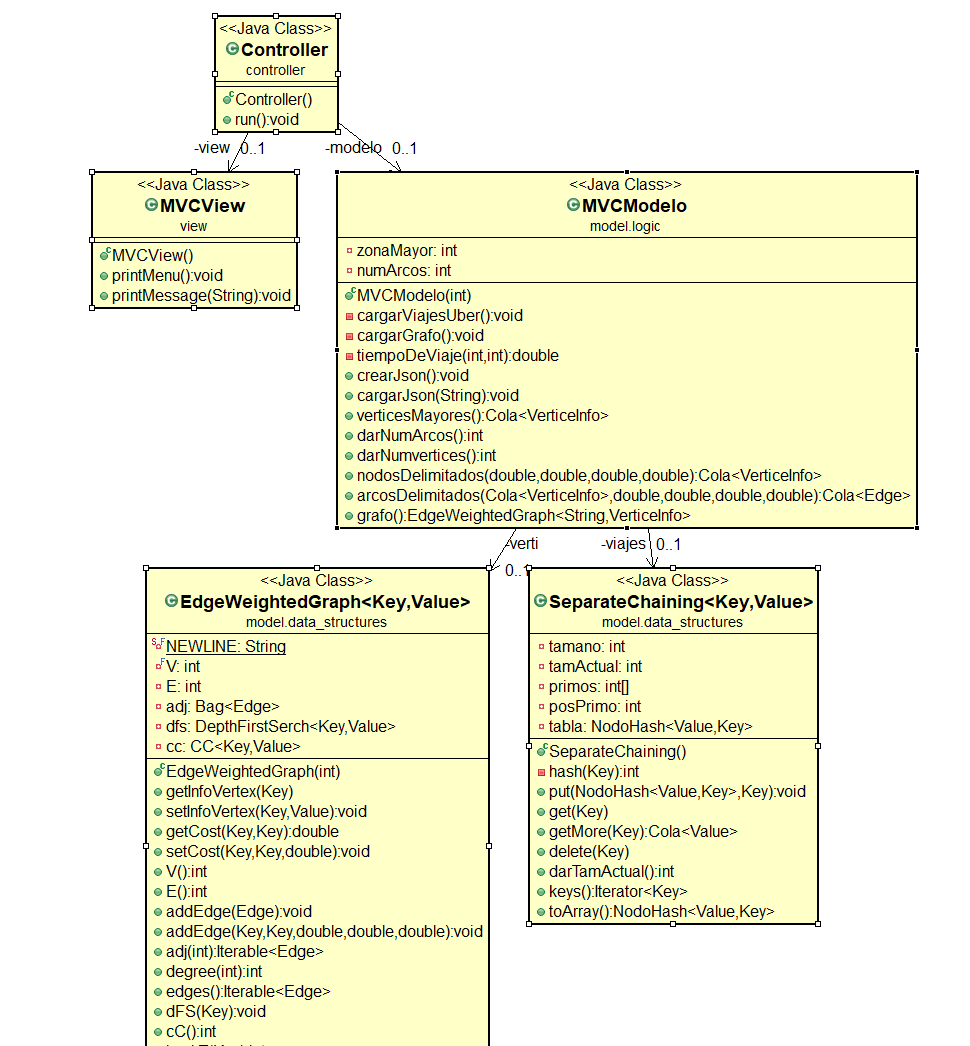 <<Java Class>>
Controller
controller
Controller()
run():void
-view 0..1
-modelo 0..1
<<Java Class>>
MVCView
view
MVCView()
printMenu():void
printMessage(String):void
<<Java Class>>
MVCModelo
model.logic
zonaMayor: int
numArcos: int
MVCModelo(int)
cargarViajesUber():void
cargarGrafo():void
tiempoDeViaje(int,int):double
crearJson():void
cargarJson(String):void
verticesMayores():Cola<VerticeInfo>
darNumArcos():int
darNumvertices():int
nodosDelimitados(double,double,double,double):Cola<VerticeInfo>
arcosDelimitados(Cola<VerticeInfo>,double,double,double,double):Cola<Edge>
grafo():EdgeWeightedGraph<String,VerticeInfo>
-verti
0..1
-viajes 0..1
<<Java Class>>
EdgeWeightedGraph<Key,Value>
model.data_structures
NEWLINE: String
V: int
E: int
adj: Bag<Edge>
dfs: DepthFirstSerch<Key,Value>
cc: CC<Key,Value>
EdgeWeightedGraph(int)
getInfoVertex(Key)
setInfoVertex(Key,Value):void
getCost(Key,Key):double
setCost(Key,Key,double):void
V():int
E():int
addEdge(Edge):void
addEdge(Key,Key,double,double,double):void
adj(int):Iterable<Edge>
degree(int):int
edges():Iterable<Edge>
dFS(Key):void
cC():int
<<Java Class>>
SeparateChaining<Key,Value>
model.data_structures
tamano: int
tamActual: int
primos: int[]
posPrimo: int
tabla: NodoHash<Value,Key>
SeparateChaining()
hash(Key):int
put(NodoHash<Value,Key>,Key):void
get(Key)
getMore(Key):Cola<Value>
delete(Key)
darTamActual():int
keys():Iterator<Key>
toArray():NodoHash<Value,Key>